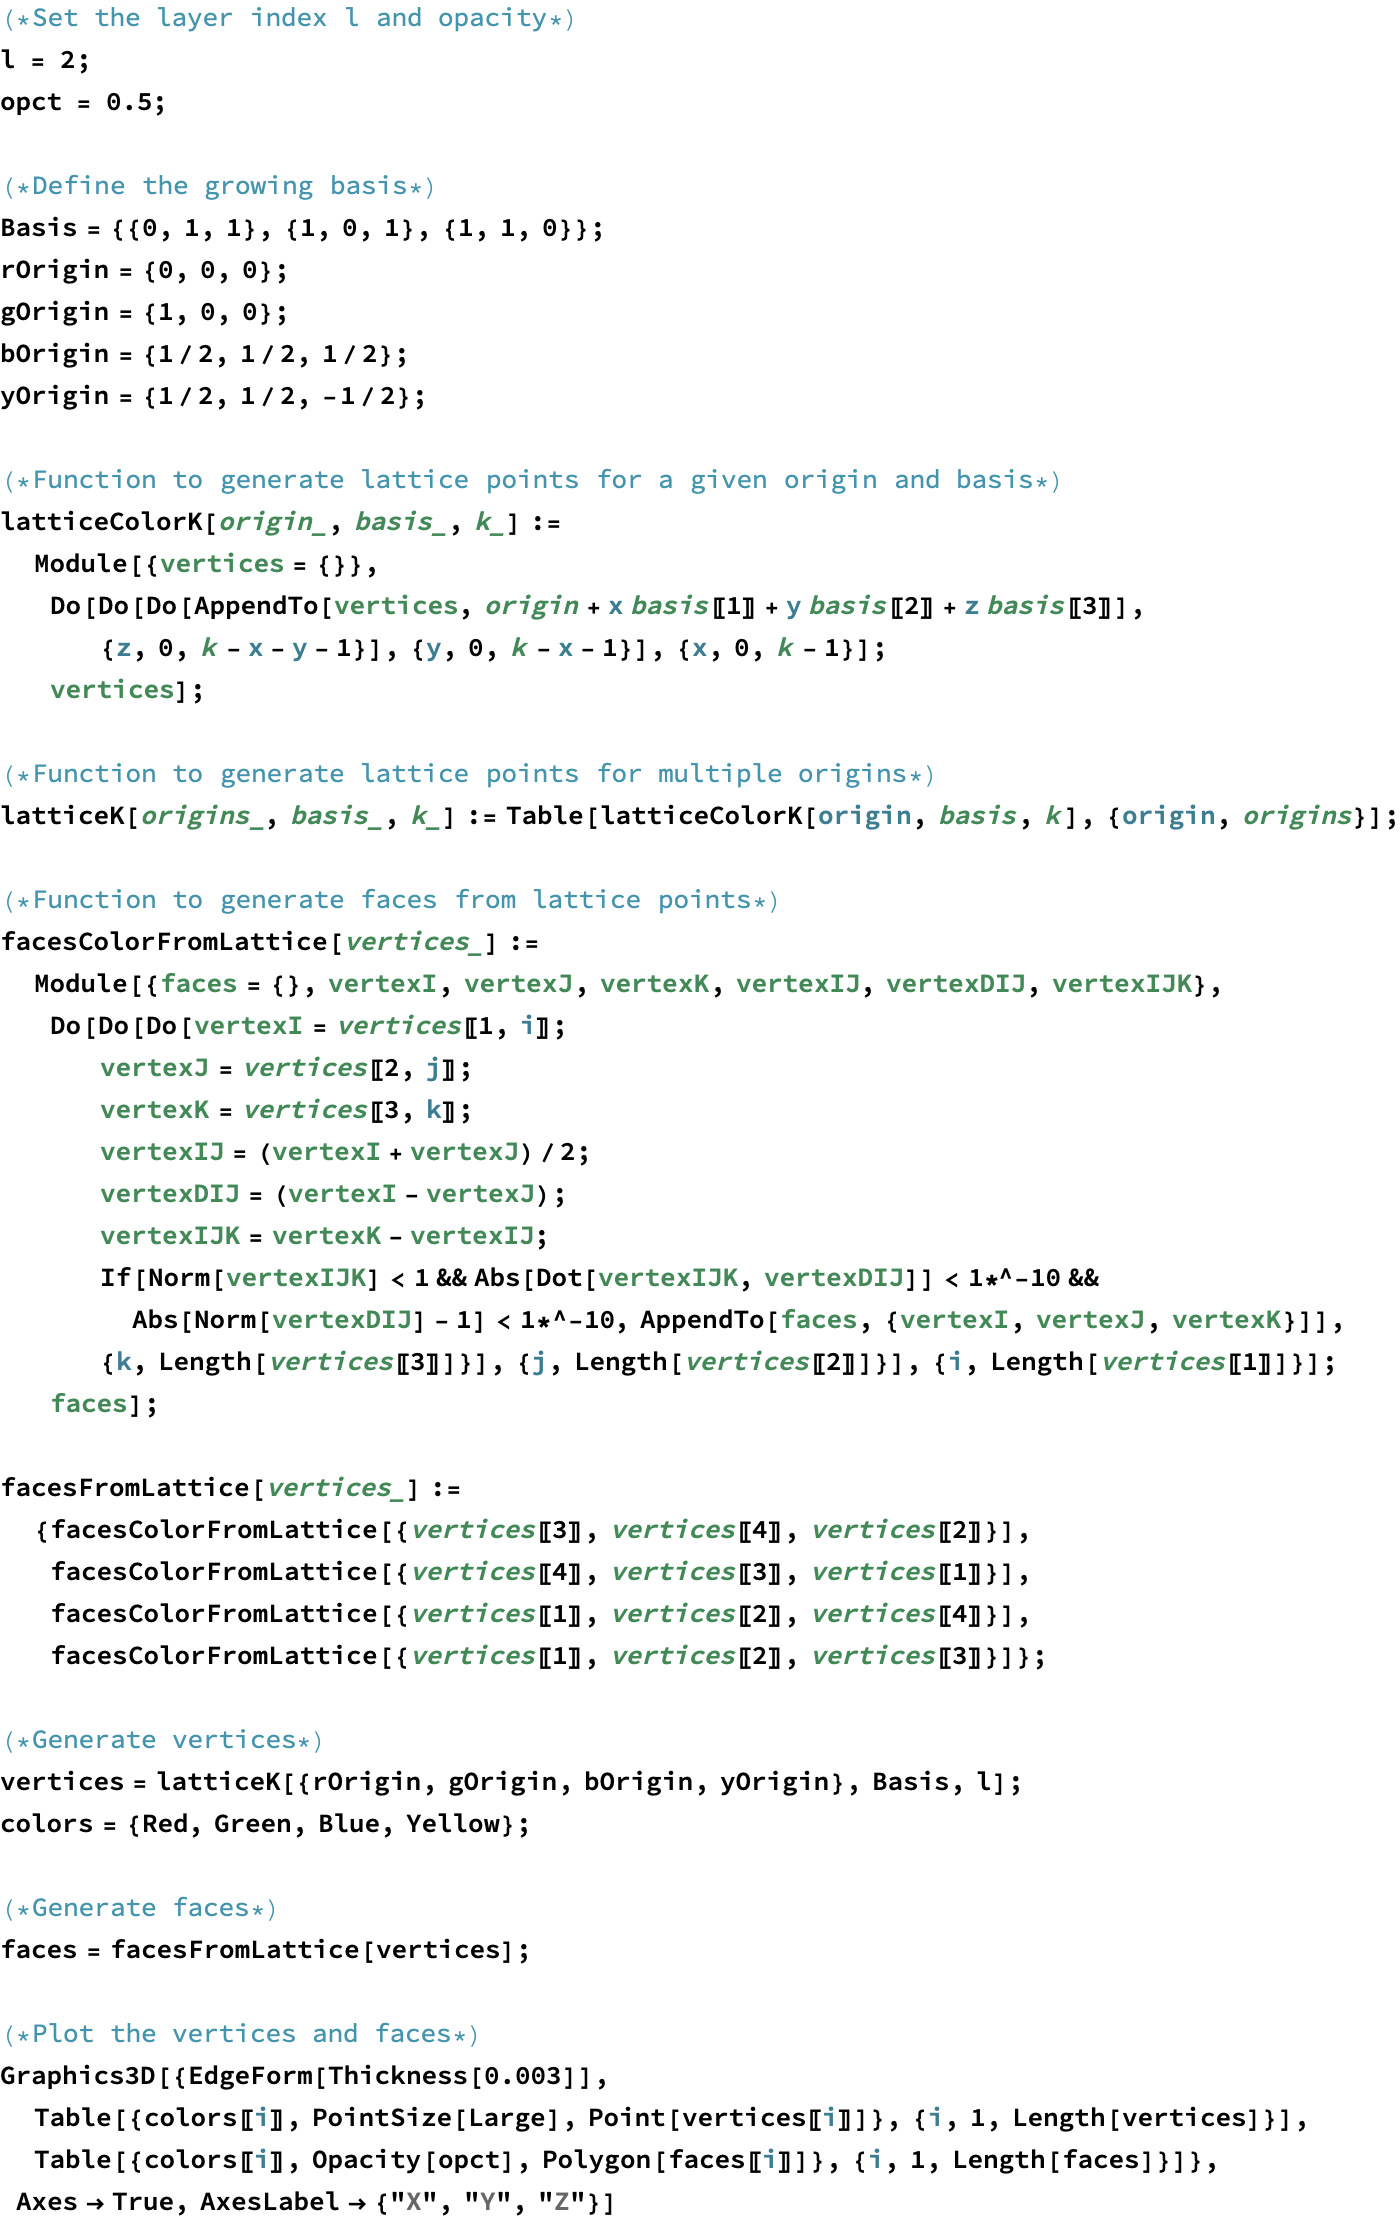 (*Set the layer index l and opacity*)
l = 2;
opct = 0.5;
(*Define the growing basis*)
Basis = {{0, 1, 1}, {1, 0, 1}, {1, 1, 0}};
rOrigin = {0, 0, 0};
gOrigin = {1, 0, 0};
bOrigin = {1/2, 1/2, 1/2};
yOrigin = {1/2, 1/2, -1/2};
(*Function to generate lattice points for a given origin and basis*)
latticeColorK[origin_, basis_, k_] :=
Module[{vertices = {}},
Do[Do[Do[AppendTo[vertices, origin + x basis〚1〛 + y basis〚2〛 + z basis〚3〛],
{z, 0, k - x - y - 1}], {y, 0, k - x - 1}], {x, 0, k - 1}];
vertices];
(*Function to generate lattice points for multiple origins*)
latticeK[origins_, basis_, k_] := Table[latticeColorK[origin, basis, k], {origin, origins}];
(*Function to generate faces from lattice points*)
facesColorFromLattice[vertices_] :=
Module[{faces = {}, vertexI, vertexJ, vertexK, vertexIJ, vertexDIJ, vertexIJK},
Do[Do[Do[vertexI = vertices〚1, i〛;
vertexJ = vertices〚2, j〛;
vertexK = vertices〚3, k〛;
vertexIJ = (vertexI + vertexJ) / 2;
vertexDIJ = (vertexI - vertexJ);
vertexIJK = vertexK - vertexIJ;
If[Norm[vertexIJK] < 1 && Abs[Dot[vertexIJK, vertexDIJ]] < 1*^-10 &&
Abs[Norm[vertexDIJ] - 1] < 1*^-10, AppendTo[faces, {vertexI, vertexJ, vertexK}]],
{k, Length[vertices〚3〛]}], {j, Length[vertices〚2〛]}], {i, Length[vertices〚1〛]}];
faces];
facesFromLattice[vertices_] :=
{facesColorFromLattice[{vertices〚3〛, vertices〚4〛, vertices〚2〛}],
facesColorFromLattice[{vertices〚4〛, vertices〚3〛, vertices〚1〛}],
facesColorFromLattice[{vertices〚1〛, vertices〚2〛, vertices〚4〛}],
facesColorFromLattice[{vertices〚1〛, vertices〚2〛, vertices〚3〛}]};
(*Generate vertices*)
vertices = latticeK[{rOrigin, gOrigin, bOrigin, yOrigin}, Basis, l];
colors = {Red, Green, Blue, Yellow};
(*Generate faces*)
faces = facesFromLattice[vertices];
(*Plot the vertices and faces*)
Graphics3D[{EdgeForm[Thickness[0.003]],
Table[{colors〚i〛, PointSize[Large], Point[vertices〚i〛]}, {i, 1, Length[vertices]}],
Table[{colors〚i〛, Opacity[opct], Polygon[faces〚i〛]}, {i, 1, Length[faces]}]},
Axes → True, AxesLabel → {"X", "Y", "Z"}]